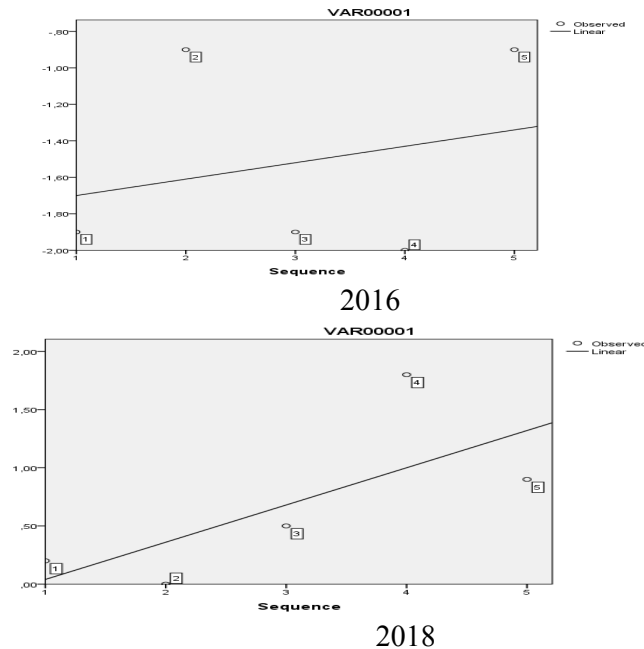 VAR00001
-,80
-1,00
-1,20
-1,40
-1,60
-1,80
-2,00
○ Observed
— Linear
2
5
1
3
4
1 2 3 4 5
Sequence
2016
VAR00001
2,00
1,50
1,00
,50
,00
○ Observed
— Linear
4
5
3
1
2
1 2 3 4 5
Sequence
2018